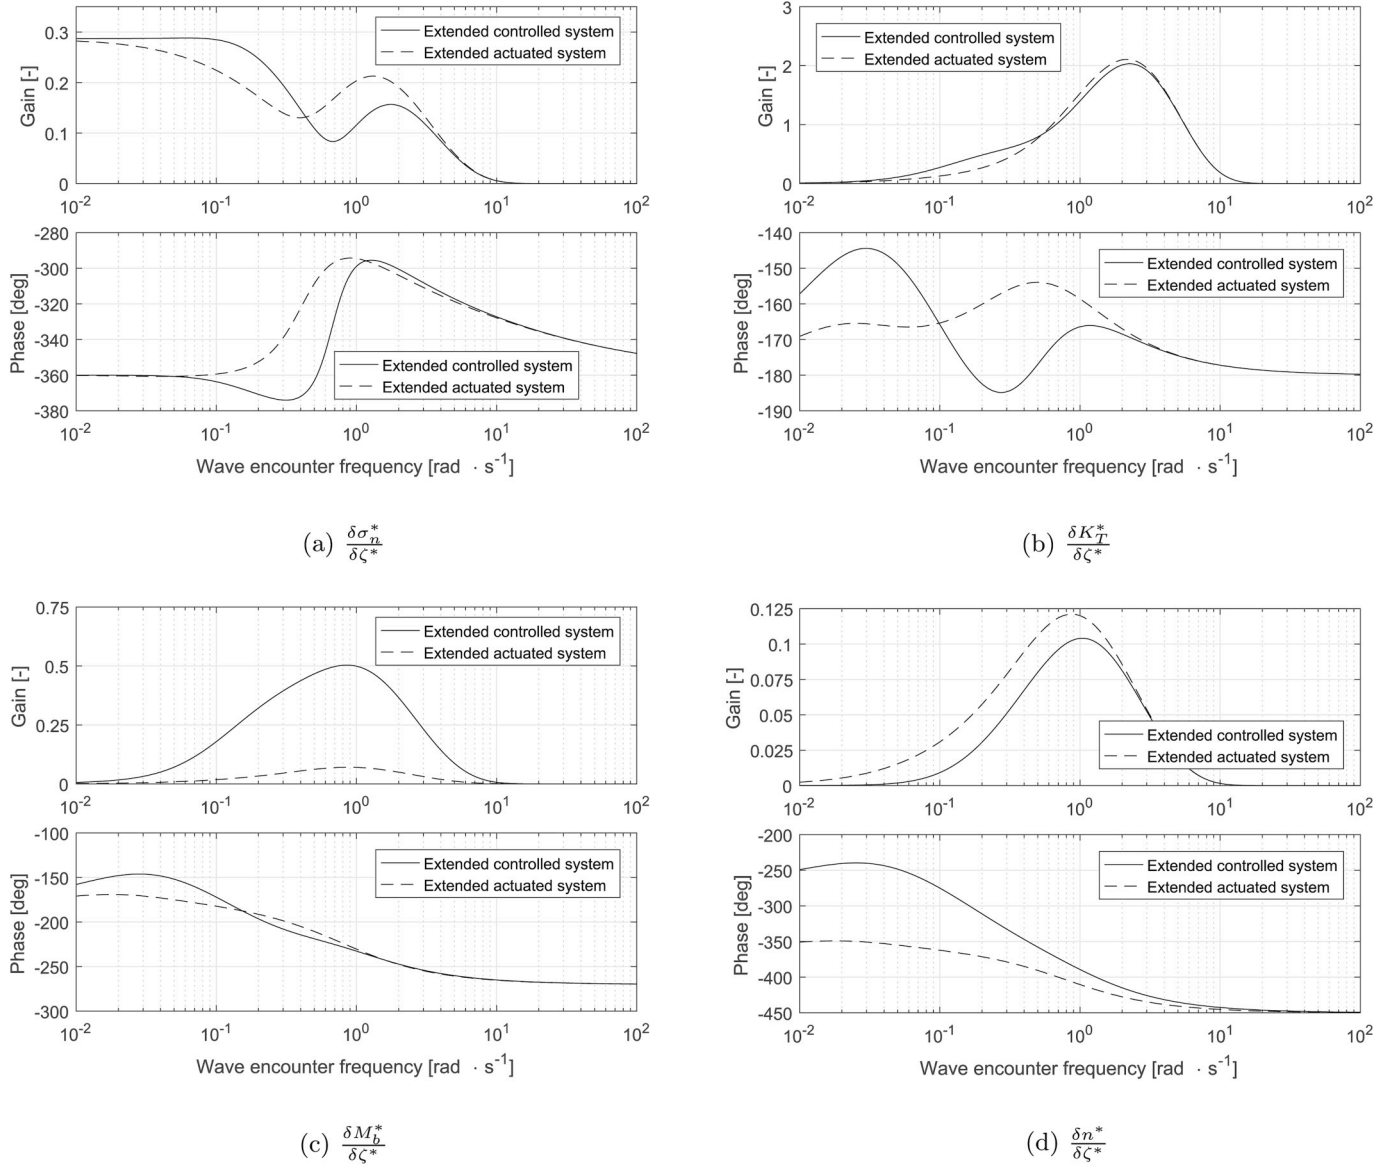 0.3
0.2
0.1
0
Gain [-]
Extended controlled system
Extended actuated system
10^-2
10^-1
10^0
10^1
10^2
-280
-300
-320
-340
-360
-380
Phase [deg]
Extended controlled system
Extended actuated system
10^-2
10^-1
10^0
10^1
10^2
Wave encounter frequency [rad · s^-1]
(a) δσ_n^*/δζ^*
3
2
1
0
Gain [-]
Extended controlled system
Extended actuated system
10^-2
10^-1
10^0
10^1
10^2
-140
-150
-160
-170
-180
-190
Phase [deg]
Extended controlled system
Extended actuated system
10^-2
10^-1
10^0
10^1
10^2
Wave encounter frequency [rad · s^-1]
(b) δK_T^*/δζ^*
0.75
0.5
0.25
0
Gain [-]
Extended controlled system
Extended actuated system
10^-2
10^-1
10^0
10^1
10^2
-100
-150
-200
-250
-300
Phase [deg]
Extended controlled system
Extended actuated system
10^-2
10^-1
10^0
10^1
10^2
Wave encounter frequency [rad · s^-1]
(c) δM_b^*/δζ^*
0.125
0.1
0.075
0.05
0.025
0
Gain [-]
Extended controlled system
Extended actuated system
10^-2
10^-1
10^0
10^1
10^2
-200
-250
-300
-350
-400
-450
Phase [deg]
Extended controlled system
Extended actuated system
10^-2
10^-1
10^0
10^1
10^2
Wave encounter frequency [rad · s^-1]
(d) δn^*/δζ^*